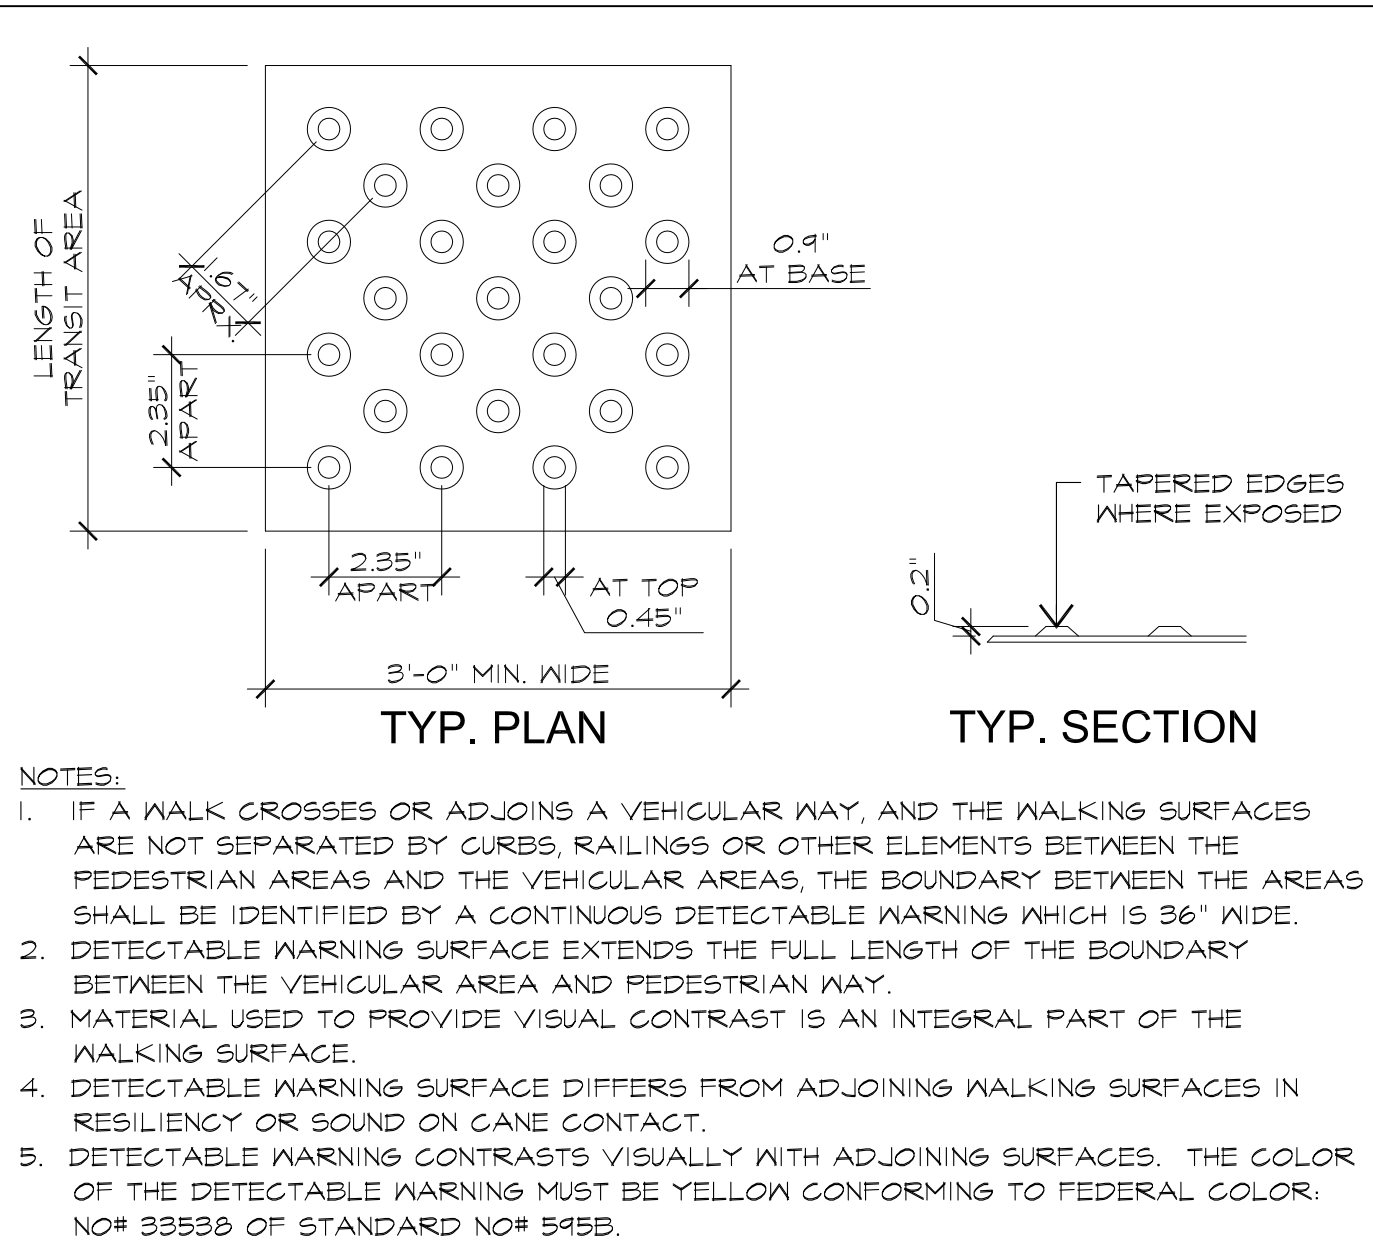 LENGTH OF
TRANSIT AREA
.67"
APRX.
2.35"
APART
0.9"
AT BASE
2.35"
APART
AT TOP
0.45"
3'-0" MIN. WIDE
TYP. PLAN
TAPERED EDGES
WHERE EXPOSED
0.2"
TYP. SECTION
NOTES:
1. IF A WALK CROSSES OR ADJOINS A VEHICULAR WAY, AND THE WALKING SURFACES
ARE NOT SEPARATED BY CURBS, RAILINGS OR OTHER ELEMENTS BETWEEN THE
PEDESTRIAN AREAS AND THE VEHICULAR AREAS, THE BOUNDARY BETWEEN THE AREAS
SHALL BE IDENTIFIED BY A CONTINUOUS DETECTABLE WARNING WHICH IS 36" WIDE.
2. DETECTABLE WARNING SURFACE EXTENDS THE FULL LENGTH OF THE BOUNDARY
BETWEEN THE VEHICULAR AREA AND PEDESTRIAN WAY.
3. MATERIAL USED TO PROVIDE VISUAL CONTRAST IS AN INTEGRAL PART OF THE
WALKING SURFACE.
4. DETECTABLE WARNING SURFACE DIFFERS FROM ADJOINING WALKING SURFACES IN
RESILIENCY OR SOUND ON CANE CONTACT.
5. DETECTABLE WARNING CONTRASTS VISUALLY WITH ADJOINING SURFACES. THE COLOR
OF THE DETECTABLE WARNING MUST BE YELLOW CONFORMING TO FEDERAL COLOR:
NO# 33538 OF STANDARD NO# 595B.